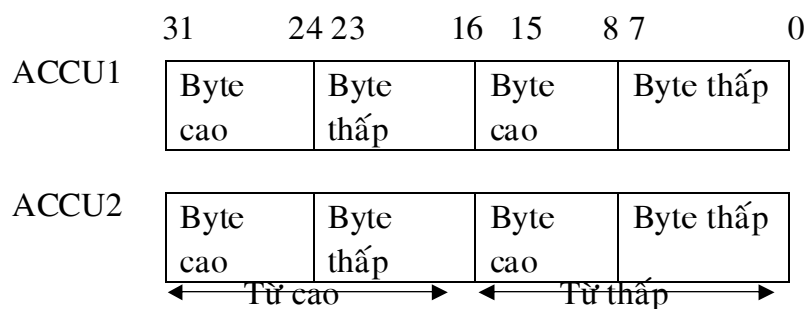 31 24 23 16 15 8 7 0
ACCU1 Byte Byte Byte Byte thấp
cao thấp cao
ACCU2 Byte Byte Byte Byte thấp
cao thấp cao
Từ cao Từ thấp